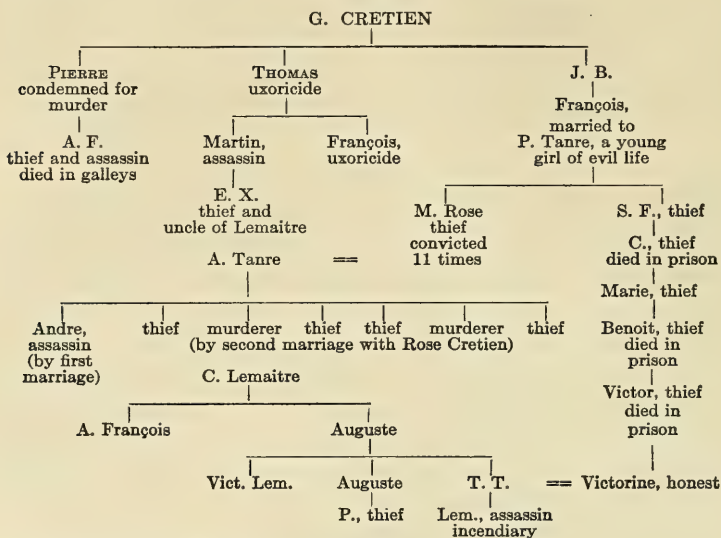 G. CRETIEN
PIERRE
condemned for
murder
THOMAS
uxoricide
J. B.
François,
married to
P. Tanre, a young
girl of evil life
A. F.
thief and assassin
died in galleys
Martin,
assassin
François,
uxoricide
E. X.
thief and
uncle of Lemaitre
M. Rose
thief
convicted
11 times
S. F., thief
C., thief
died in prison
A. Tanre ==
Marie, thief
Andre,
assassin
(by first
marriage)
thief murderer thief thief murderer thief
(by second marriage with Rose Cretien)
Benoit, thief
died in
prison
C. Lemaitre
Victor, thief
died in
prison
A. François Auguste
Vict. Lem. Auguste T. T. == Victorine, honest
P., thief
Lem., assassin
incendiary